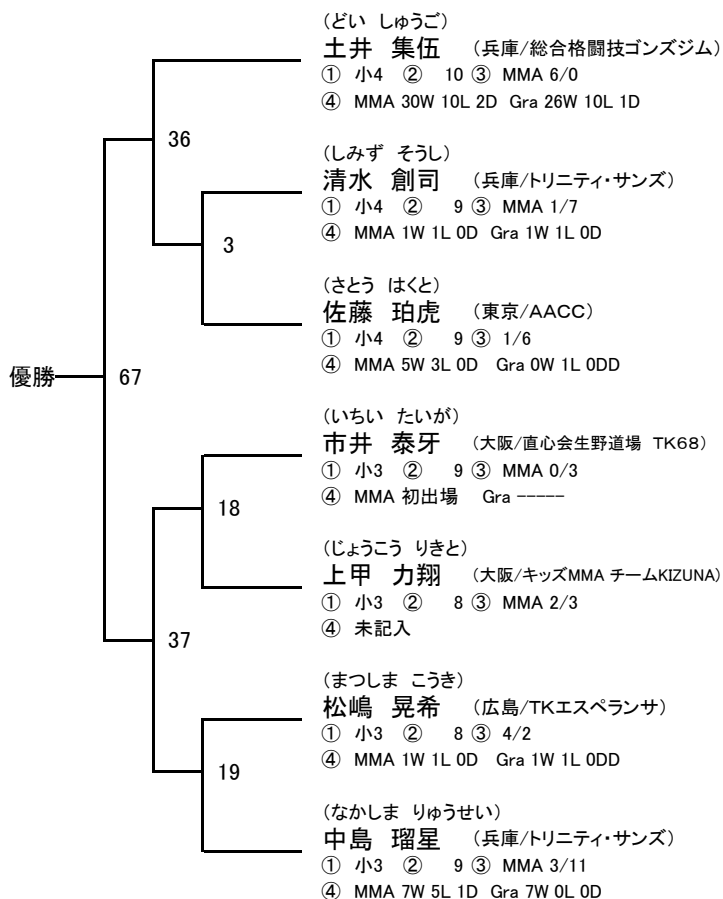 (どい しゅうご)
土井 集伍 (兵庫/総合格闘技ゴンズジム)
① 小4 ② 10 ③ MMA 6/0
④ MMA 30W 10L 2D Gra 26W 10L 1D
36
(しみず そうし)
清水 創司 (兵庫/トリニティ・サンズ)
① 小4 ② 9 ③ MMA 1/7
④ MMA 1W 1L 0D Gra 1W 1L 0D
3
(さとう はくと)
佐藤 珀虎 (東京/AACC)
① 小4 ② 9 ③ 1/6
④ MMA 5W 3L 0D Gra 0W 1L 0DD
優勝 67
(いちい たいが)
市井 泰牙 (大阪/直心会生野道場 TK68)
① 小3 ② 9 ③ MMA 0/3
④ MMA 初出場 Gra -----
18
(じょうこう りきと)
上甲 力翔 (大阪/キッズMMA チームKIZUNA)
① 小3 ② 8 ③ MMA 2/3
④ 未記入
37
(まつしま こうき)
松嶋 晃希 (広島/TKエスペランサ)
① 小3 ② 8 ③ 4/2
④ MMA 1W 1L 0D Gra 1W 1L 0DD
19
(なかしま りゅうせい)
中島 瑠星 (兵庫/トリニティ・サンズ)
① 小3 ② 9 ③ MMA 3/11
④ MMA 7W 5L 1D Gra 7W 0L 0D